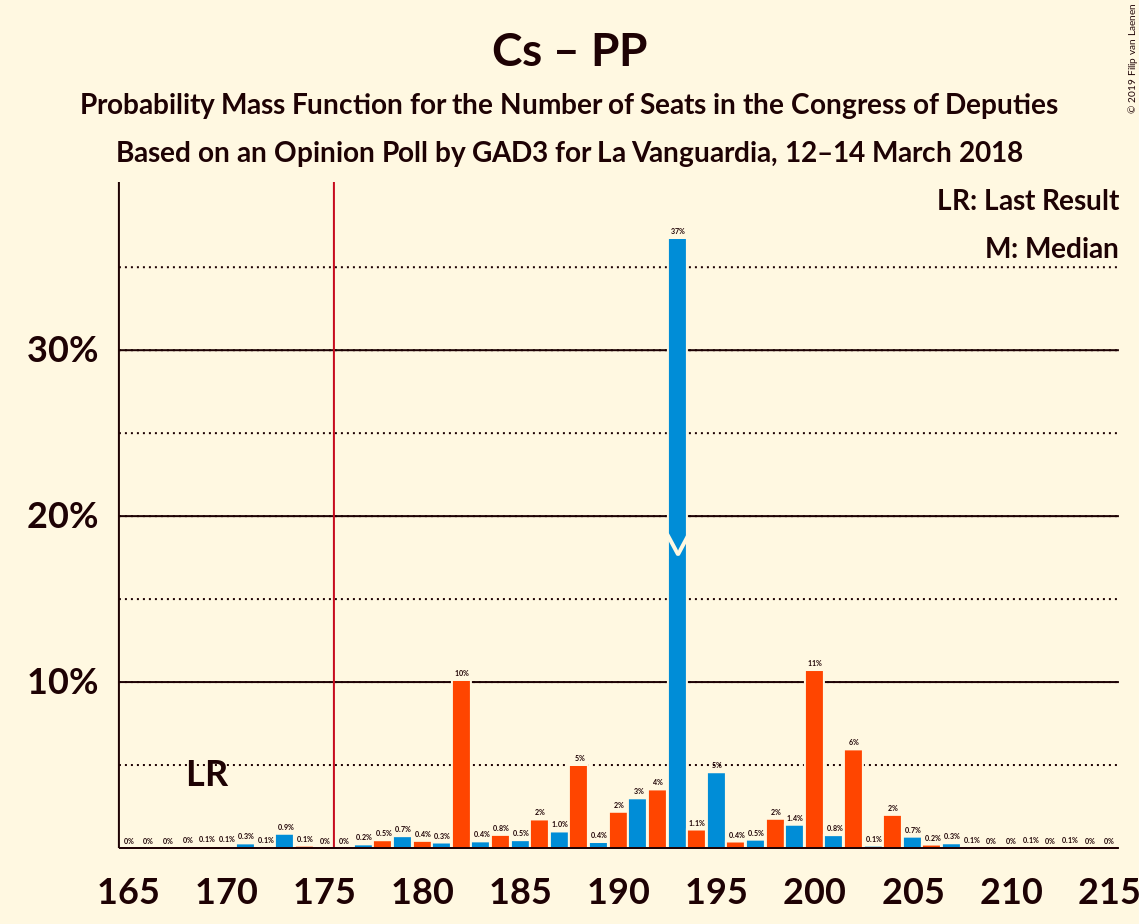 Cs – PP
Probability Mass Function for the Number of Seats in the Congress of Deputies
Based on an Opinion Poll by GAD3 for La Vanguardia, 12–14 March 2018
© 2019 Filip van Laenen
LR: Last Result
M: Median
30%
20%
10%
LR
0% 0% 0% 0% 0.1% 0.1% 0.3% 0.1% 0.9% 0.1% 0% 0% 0.2% 0.5% 0.7% 0.4% 0.3% 10% 0.4% 0.8% 0.5% 2% 1.0% 5% 0.4% 2% 3% 4% 37% 1.1% 5% 0.4% 0.5% 2% 1.4% 11% 0.8% 6% 0.1% 2% 0.7% 0.2% 0.3% 0.1% 0% 0% 0.1% 0% 0.1% 0% 0%
165 170 175 180 185 190 195 200 205 210 215